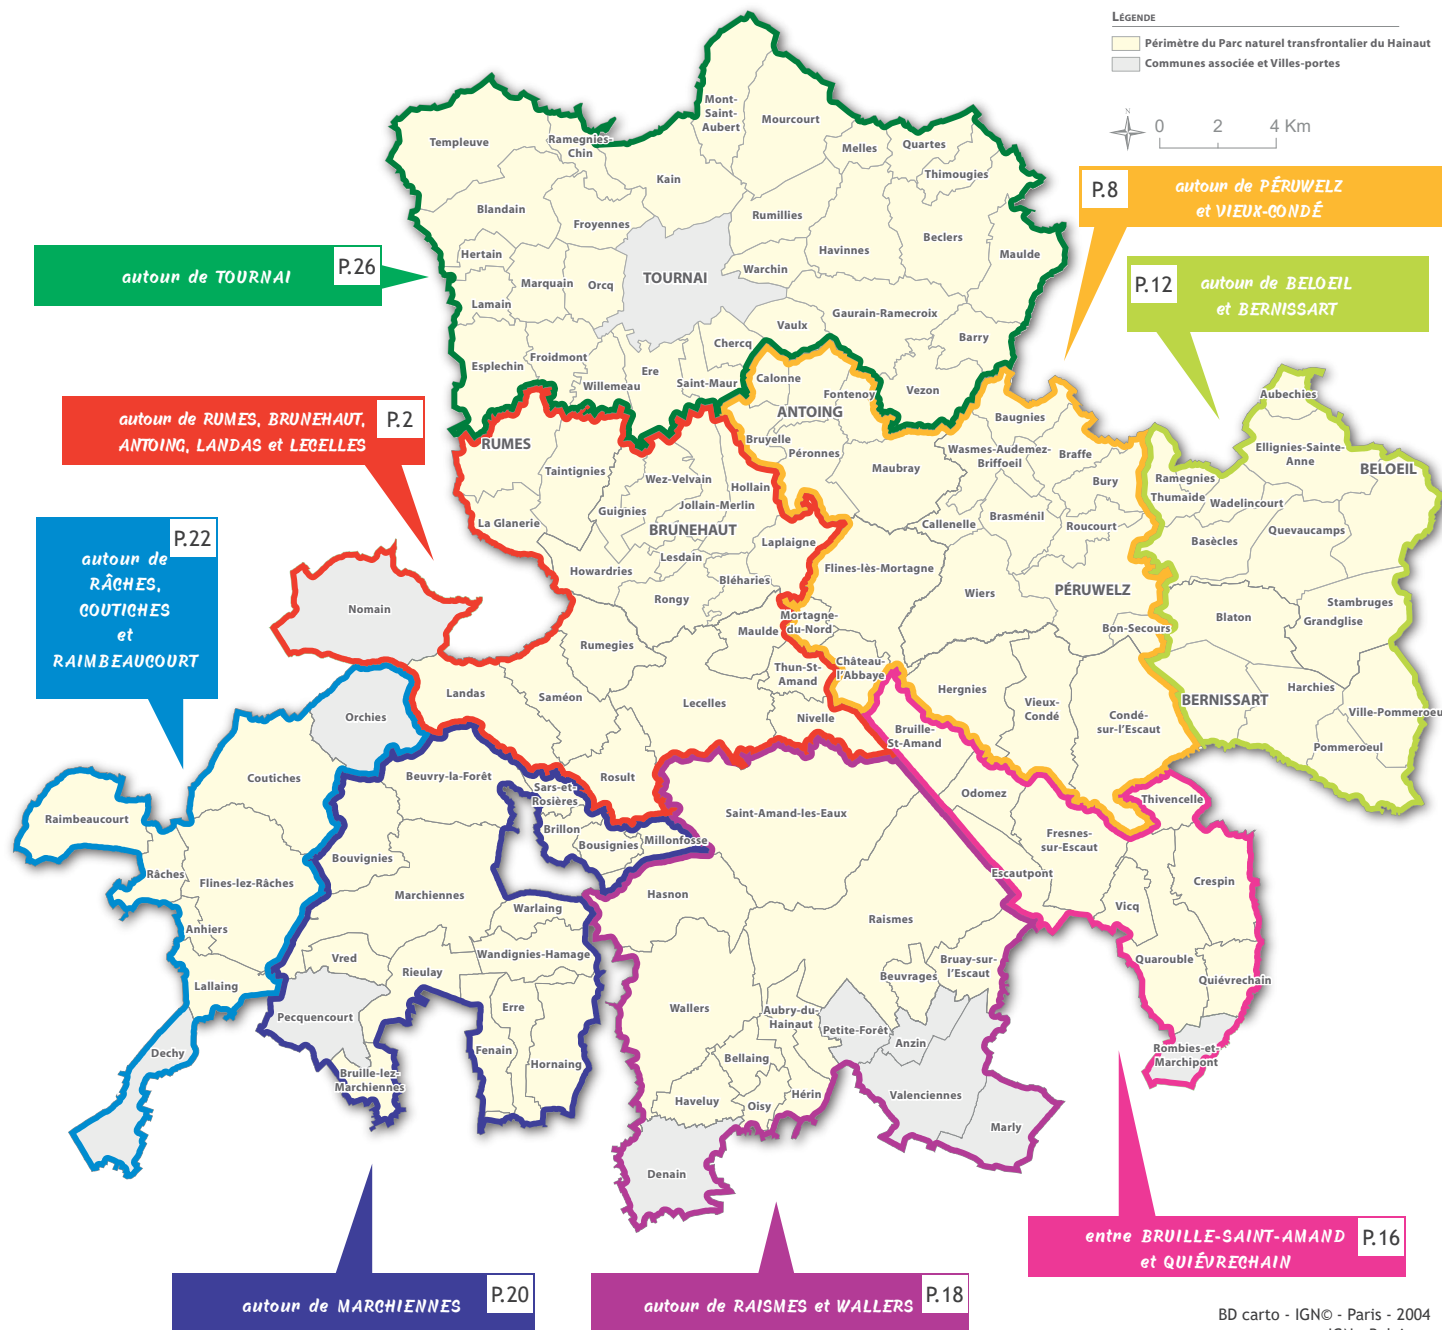 LÉGENDE
Périmètre du Parc naturel transfrontalier du Hainaut
Communes associée et Villes-portes
N
0 2 4 Km
P.8
autour de PÉRUWELZ
et VIEUX-CONDÉ
P.12
autour de BELOEIL
et BERNISSART
P.26
autour de TOURNAI
P.2
autour de RUMES, BRUNEHAUT,
ANTOING, LANDAS et LECELLES
P.22
autour de
RÂCHES,
COUTICHES
et
RAIMBEAUCOURT
Mont-
Saint-
Aubert
Mourcourt
Templeuve
Ramegnies-
Chin
Melles
Quartes
Thimougies
Kain
Blandain
Froyennes
Rumillies
Havinnes
Beclers
Maulde
Hertain
Marquain
Orcq
TOURNAI
Warchin
Lamain
Gaurain-Ramecroix
Vaulx
Barry
Chercq
Esplechin
Froidmont
Willemeau
Ere
Saint-Maur
Calonne
Fontenoy
Vezon
ANTOING
Bruyelle
Péronnes
Maubray
Baugnies
Wasmes-Audemez-
Briffoeil
Braffe
Bury
Aubechies
Ellignies-Sainte-
Anne
BELOEIL
Ramegnies
Thumaide
Wadelincourt
Quevaucamps
Basècles
RUMES
Taintignies
Wez-Velvain
Hollain
Jollain-Merlin
Guignies
BRUNEHAUT
La Glanerie
Laplaigne
Lesdain
Howardries
Bléharies
Rongy
Callenelle
Brasménil
Roucourt
Flines-lès-Mortagne
Wiers
PÉRUWELZ
Bon-Secours
Stambruges
Grandglise
Blaton
Nomain
Rumegies
Maulde
Mortagne-
du-Nord
Château-
l'Abbaye
Thun-St-
Amand
Landas
Saméon
Lecelles
Nivelle
Hergnies
Vieux-
Condé
Condé-
sur-l'Escaut
BERNISSART
Harchies
Ville-Pommeroeul
Pommeroeul
Orchies
Coutiches
Beuvry-la-Forêt
Rosult
Sars-et-
Rosières
Brillon
Bousignies
Millonfosse
Bruille-
St-Amand
Saint-Amand-les-Eaux
Odomez
Thivencelle
Fresnes-
sur-Escaut
Escautpont
Crespin
Vicq
Raimbeaucourt
Râches
Flines-lez-Râches
Bouvignies
Marchiennes
Warlaing
Hasnon
Raismes
Anhiers
Vred
Rieulay
Wandignies-Hamage
Lallaing
Pecquencourt
Erre
Wallers
Beuvrages
Bruay-sur-
l'Escaut
Quarouble
Quiévrechain
Dechy
Bruille-lez-
Marchiennes
Fenain
Hornaing
Aubry-du-
Hainaut
Petite-Forêt
Anzin
Bellaing
Haveluy
Oisy
Hérin
Valenciennes
Marly
Denain
Rombies-et-
Marchipont
P.16
entre BRUILLE-SAINT-AMAND
et QUIÉVRECHAIN
P.20
autour de MARCHIENNES
P.18
autour de RAISMES et WALLERS
BD carto - IGN© - Paris - 2004